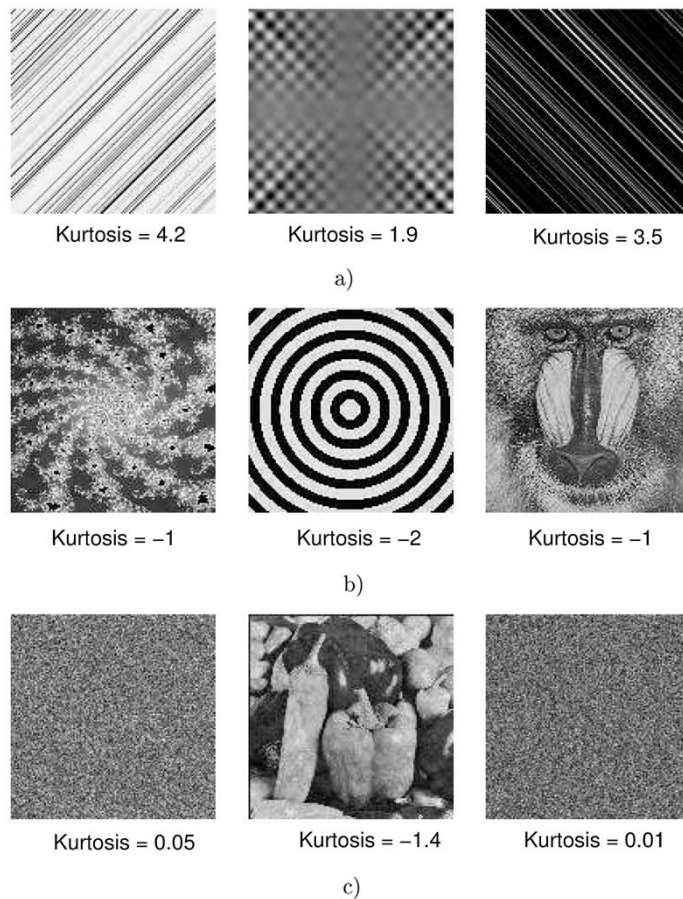 Kurtosis = 4.2 Kurtosis = 1.9 Kurtosis = 3.5
a)
Kurtosis = −1 Kurtosis = −2 Kurtosis = −1
b)
Kurtosis = 0.05 Kurtosis = −1.4 Kurtosis = 0.01
c)